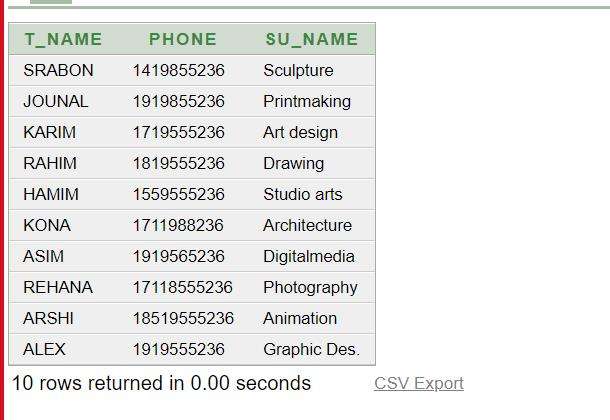 T_NAME PHONE SU_NAME
SRABON 1419855236 Sculpture
JOUNAL 1919855236 Printmaking
KARIM 1719555236 Art design
RAHIM 1819555236 Drawing
HAMIM 1559555236 Studio arts
KONA 1711988236 Architecture
ASIM 1919565236 Digitalmedia
REHANA 17118555236 Photography
ARSHI 18519555236 Animation
ALEX 1919555236 Graphic Des.
10 rows returned in 0.00 seconds CSV Export